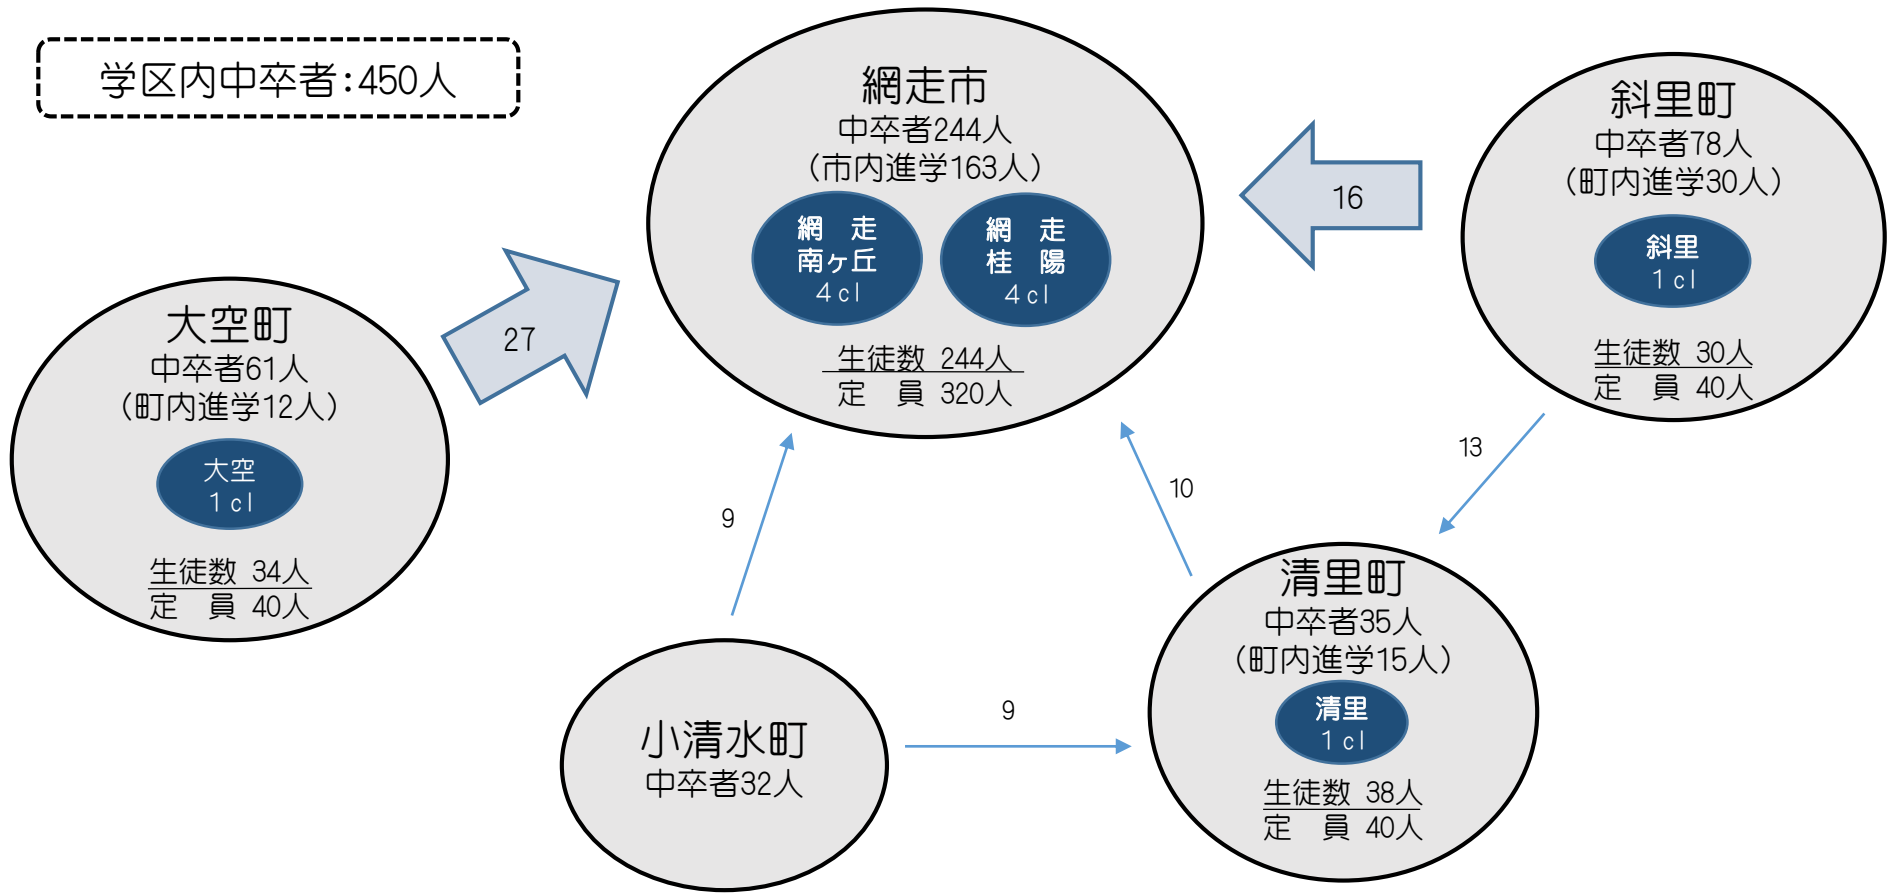 学区内中卒者:450人
網走市
中卒者244人
(市内進学163人)
網　走
南ヶ丘
4cl
網　走
桂　陽
4cl
生徒数 244人
定　員 320人
斜里町
中卒者78人
(町内進学30人)
斜里
1cl
生徒数 30人
定　員 40人
16
大空町
中卒者61人
(町内進学12人)
大空
1cl
生徒数 34人
定　員 40人
27
9
10
13
小清水町
中卒者32人
9
清里町
中卒者35人
(町内進学15人)
清里
1cl
生徒数 38人
定　員 40人